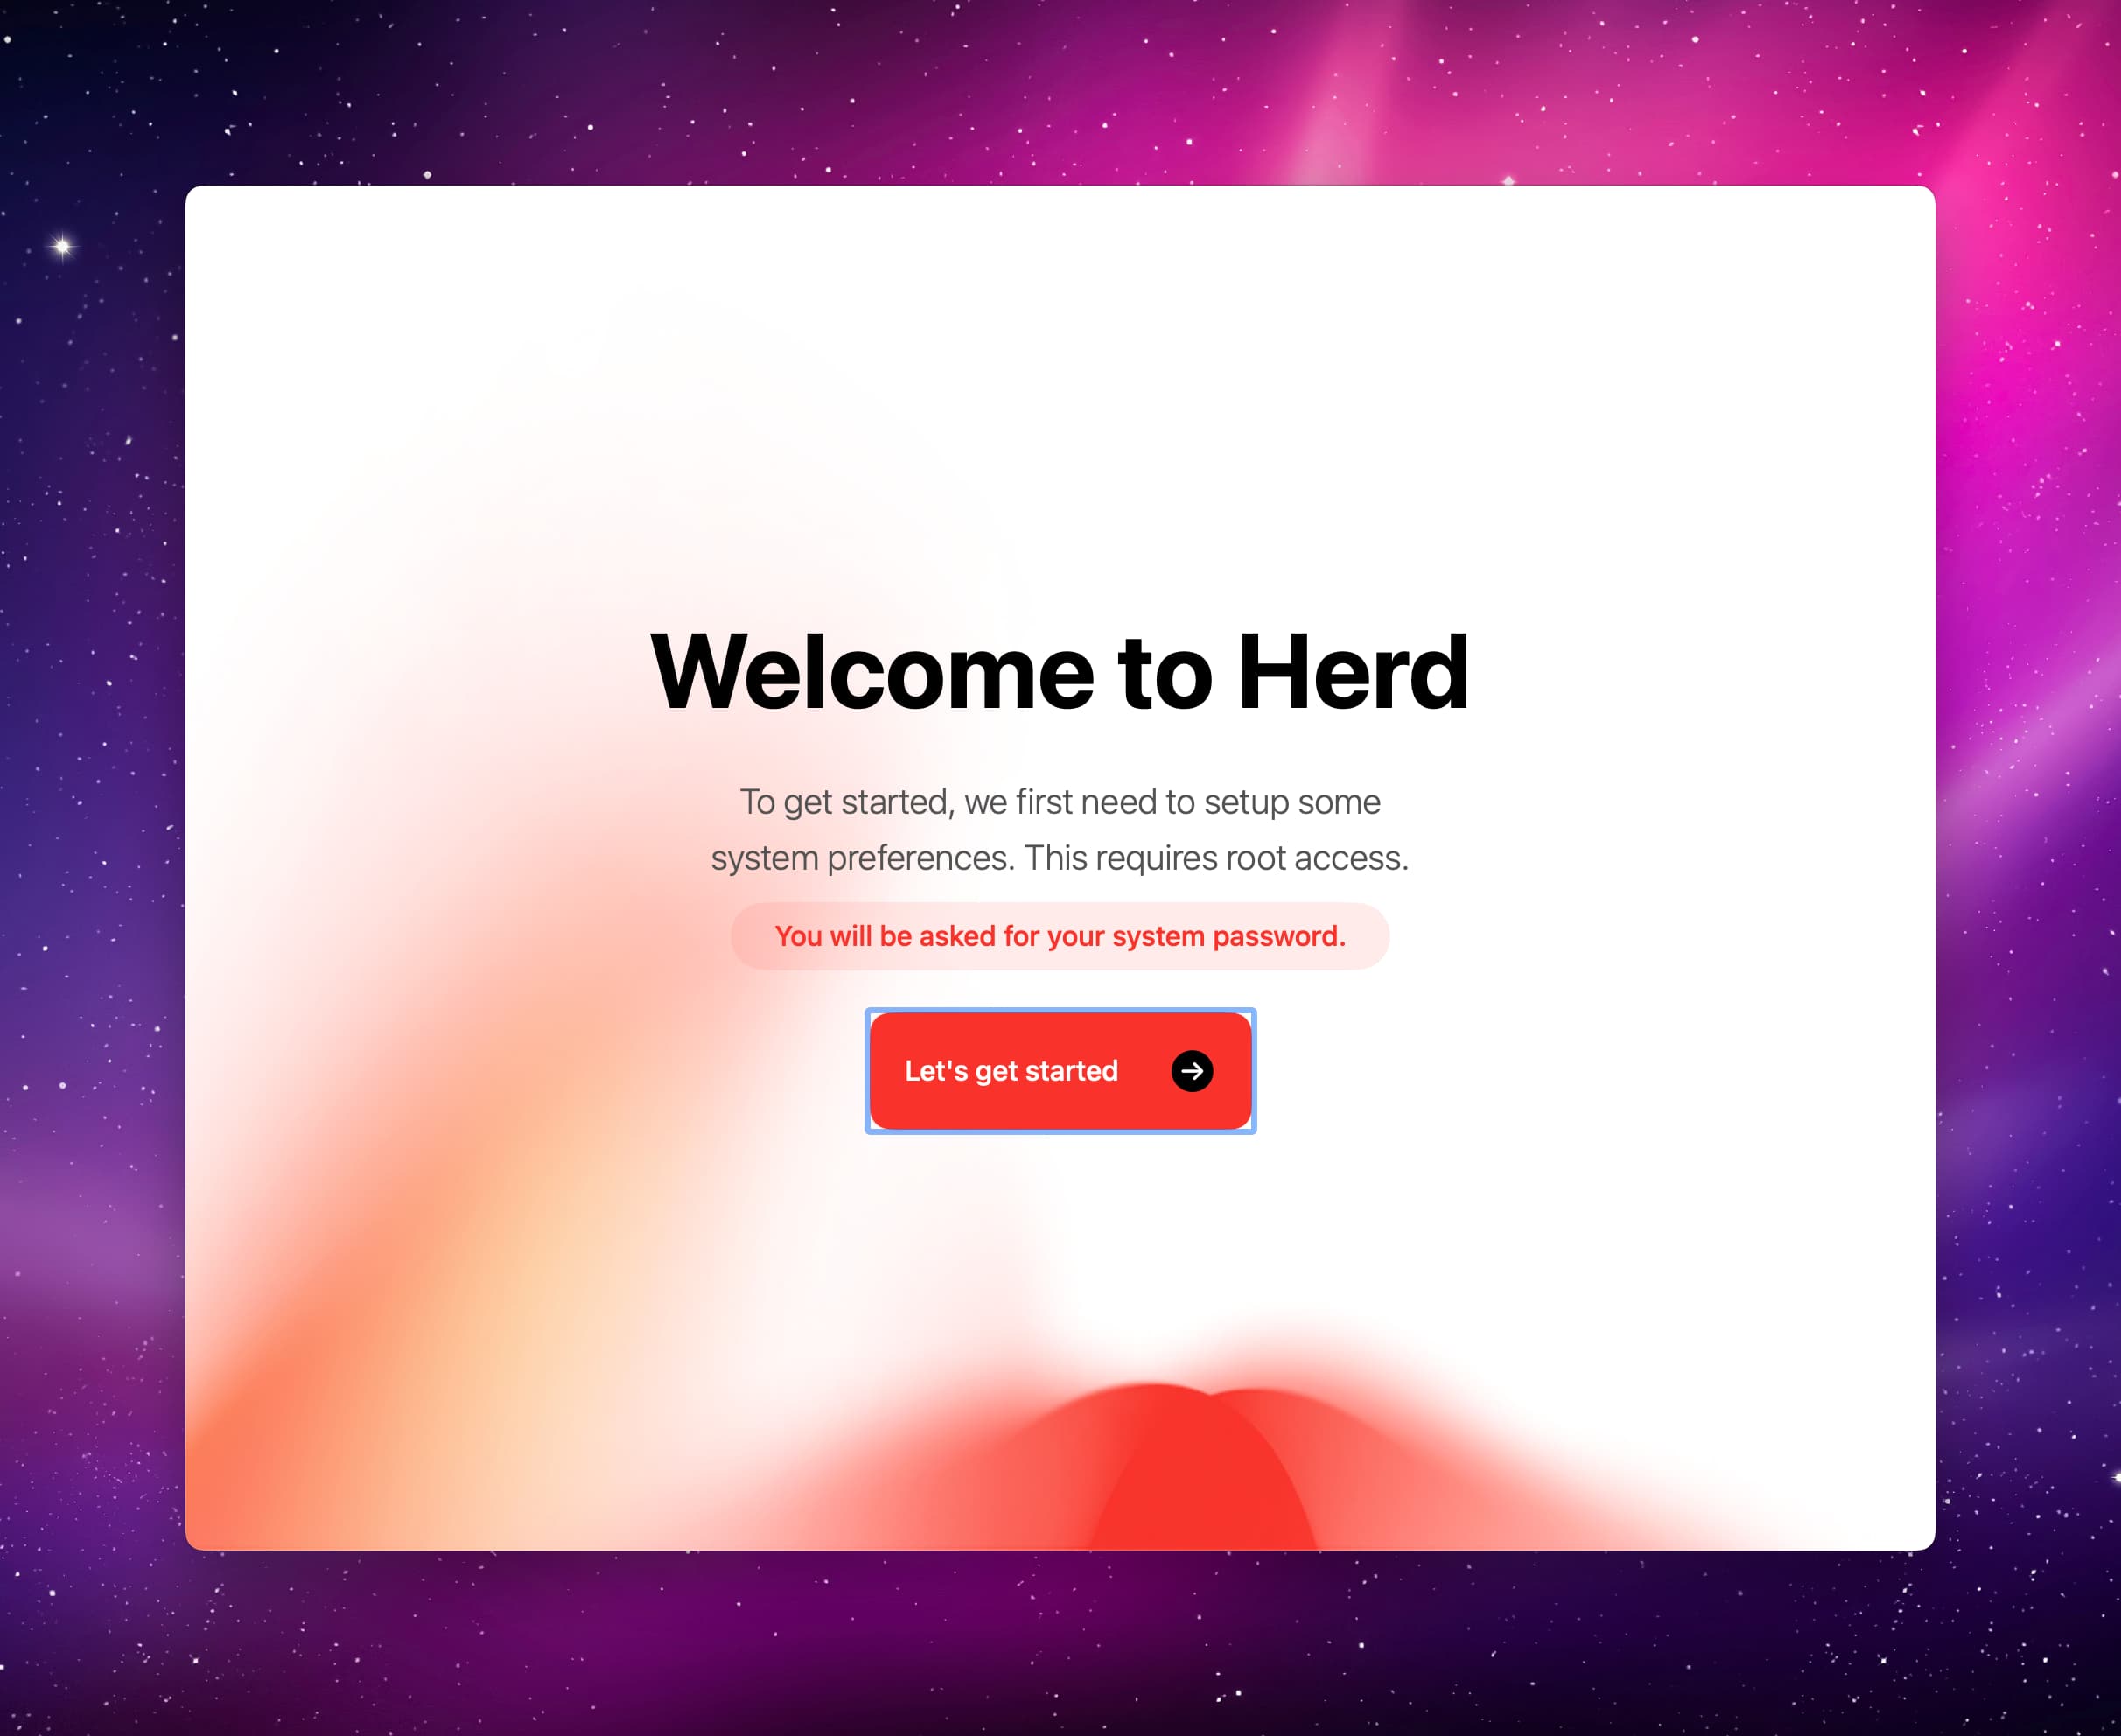 Welcome to Herd
To get started, we first need to setup some
system preferences. This requires root access.
You will be asked for your system password.
Let's get started